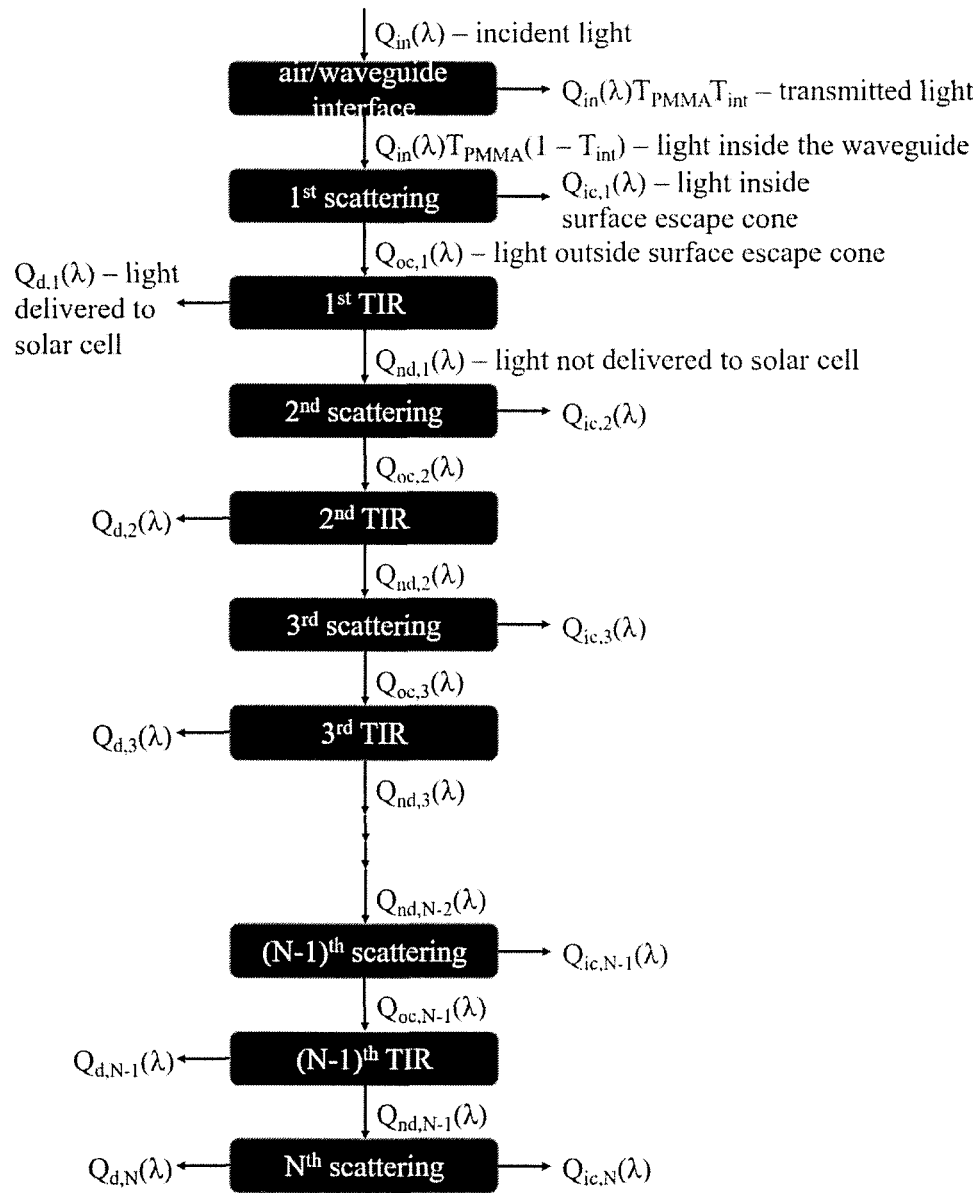 Q_in(λ) – incident light
air/waveguide
interface
Q_in(λ)T_PMMA T_int – transmitted light
Q_in(λ)T_PMMA(1 – T_int) – light inside the waveguide
1st scattering
Q_ic,1(λ) – light inside
surface escape cone
Q_oc,1(λ) – light outside surface escape cone
Q_d,1(λ) – light
delivered to
solar cell
1st TIR
Q_nd,1(λ) – light not delivered to solar cell
2nd scattering
Q_ic,2(λ)
Q_oc,2(λ)
Q_d,2(λ)
2nd TIR
Q_nd,2(λ)
3rd scattering
Q_ic,3(λ)
Q_oc,3(λ)
Q_d,3(λ)
3rd TIR
Q_nd,3(λ)
Q_nd,N-2(λ)
(N-1)th scattering
Q_ic,N-1(λ)
Q_oc,N-1(λ)
Q_d,N-1(λ)
(N-1)th TIR
Q_nd,N-1(λ)
Q_d,N(λ)
Nth scattering
Q_ic,N(λ)